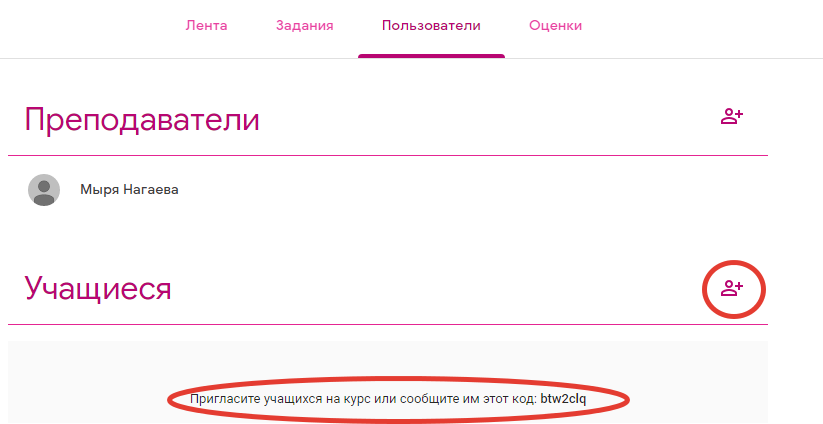 Лента Задания Пользователи Оценки
Преподаватели
Мыря Нагаева
Учащиеся
Пригласите учащихся на курс или сообщите им этот код: btw2clq